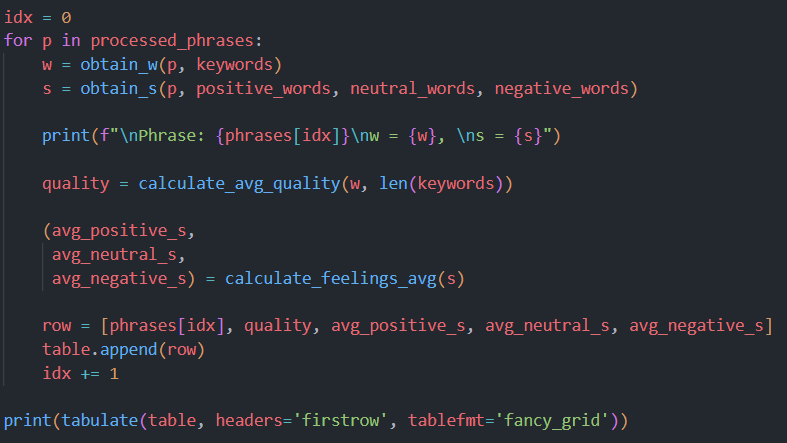 idx = 0
for p in processed_phrases:
    w = obtain_w(p, keywords)
    s = obtain_s(p, positive_words, neutral_words, negative_words)
    print(f"\nPhrase: {phrases[idx]}\nw = {w}, \ns = {s}")
    quality = calculate_avg_quality(w, len(keywords))
    (avg_positive_s,
     avg_neutral_s,
     avg_negative_s) = calculate_feelings_avg(s)
    row = [phrases[idx], quality, avg_positive_s, avg_neutral_s, avg_negative_s]
    table.append(row)
    idx += 1
print(tabulate(table, headers='firstrow', tablefmt='fancy_grid'))